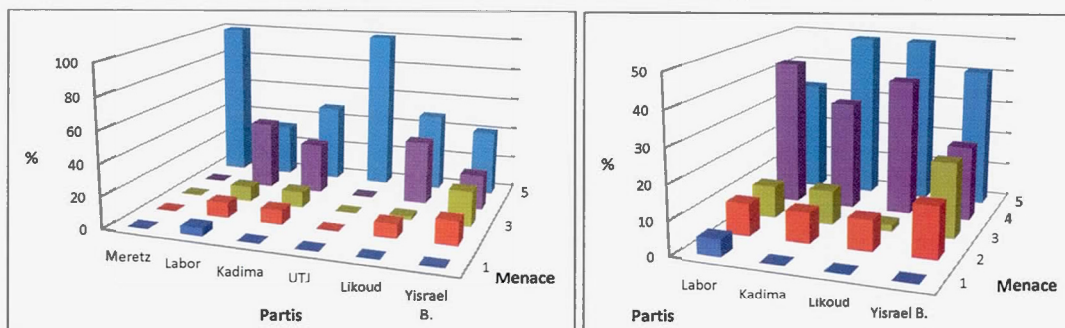 100
80
60
40
20
0
%
Meretz
Labor
Kadima
UTJ
Likoud
Yisrael
B.
1
3
5
Menace
Partis
50
40
30
20
10
0
%
Labor
Kadima
Likoud
Yisrael B.
1
2
3
4
5
Menace
Partis